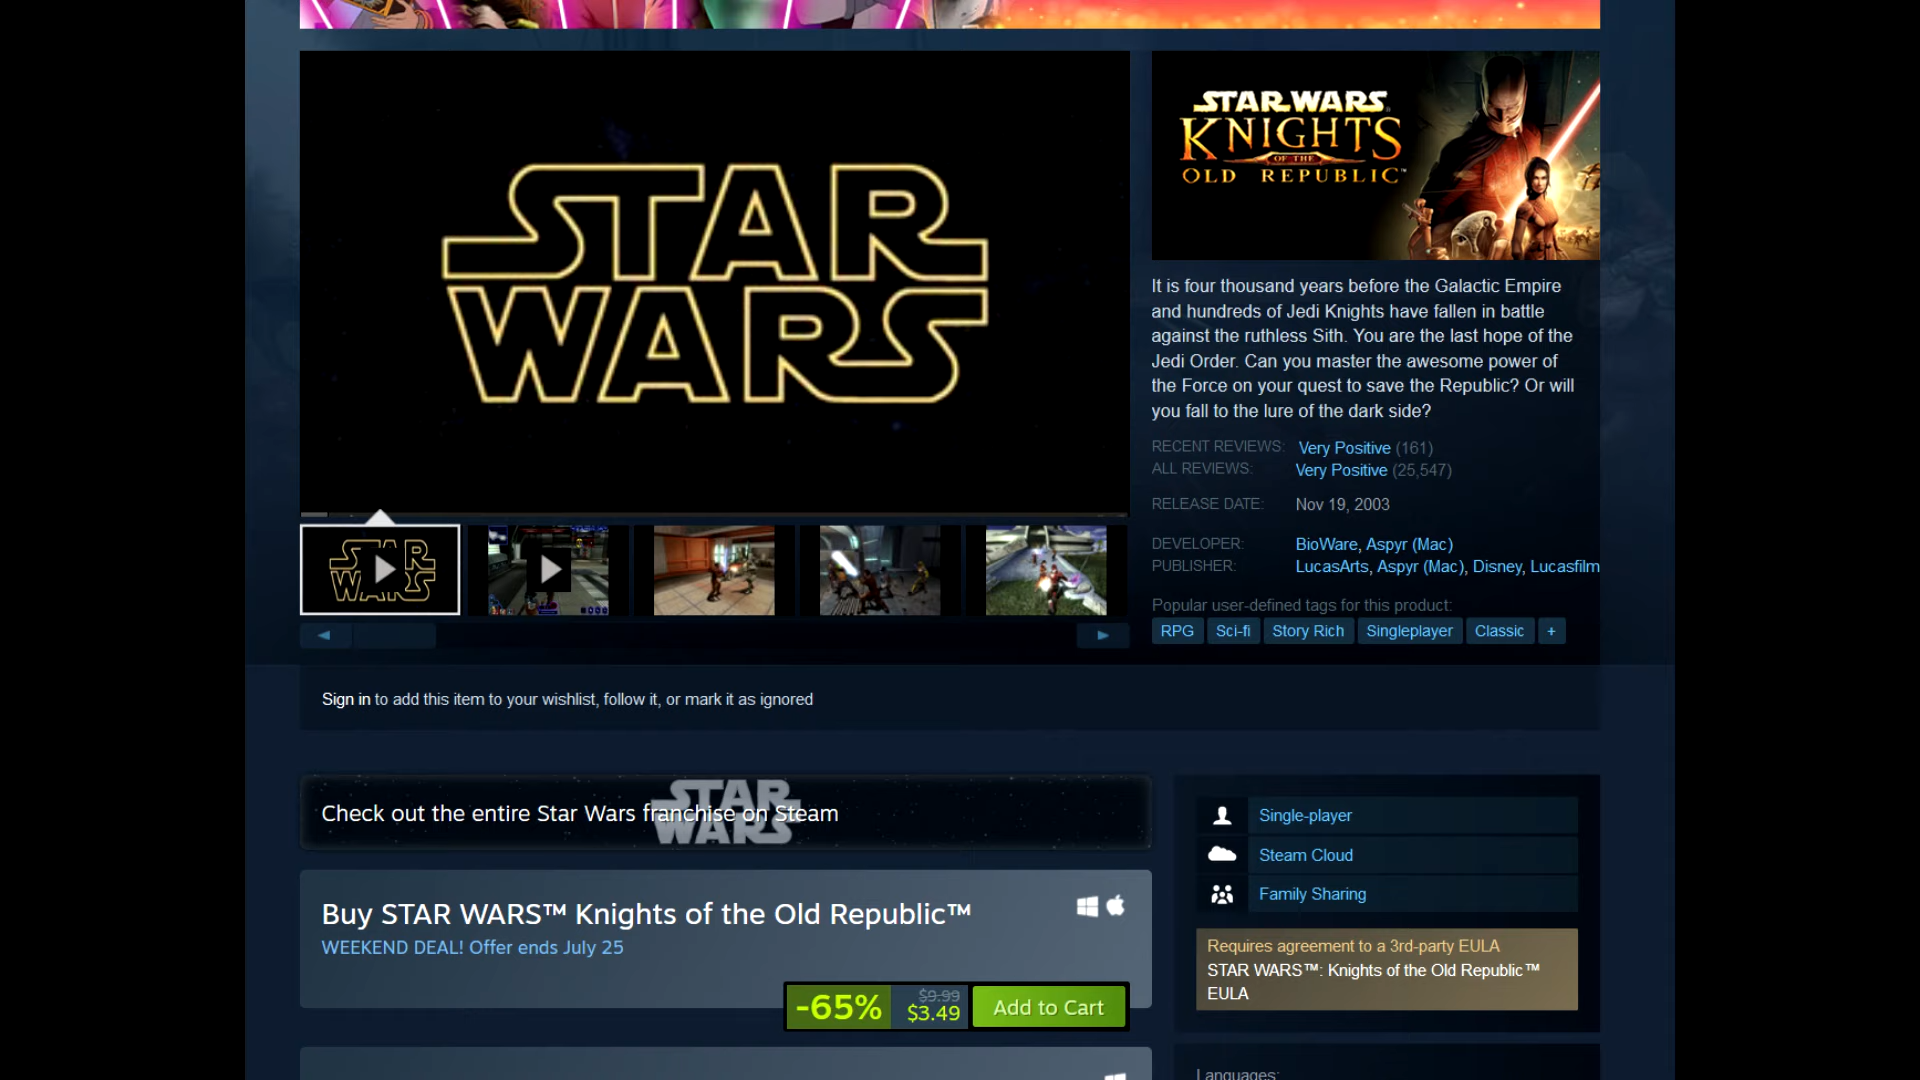 STAR
WARS
STAR WARS
KNIGHTS
OF THE
OLD REPUBLIC™
It is four thousand years before the Galactic Empire
and hundreds of Jedi Knights have fallen in battle
against the ruthless Sith. You are the last hope of the
Jedi Order. Can you master the awesome power of
the Force on your quest to save the Republic? Or will
you fall to the lure of the dark side?
RECENT REVIEWS: Very Positive (161)
ALL REVIEWS: Very Positive (25,547)
RELEASE DATE: Nov 19, 2003
DEVELOPER: BioWare, Aspyr (Mac)
PUBLISHER: LucasArts, Aspyr (Mac), Disney, Lucasfilm
Popular user-defined tags for this product:
RPG Sci-fi Story Rich Singleplayer Classic +
STAR
WARS
Sign in to add this item to your wishlist, follow it, or mark it as ignored
STAR
WARS
Check out the entire Star Wars franchise on Steam
Buy STAR WARS™ Knights of the Old Republic™
WEEKEND DEAL! Offer ends July 25
-65% $9.99 $3.49 Add to Cart
Single-player
Steam Cloud
Family Sharing
Requires agreement to a 3rd-party EULA
STAR WARS™: Knights of the Old Republic™
EULA
Languages: